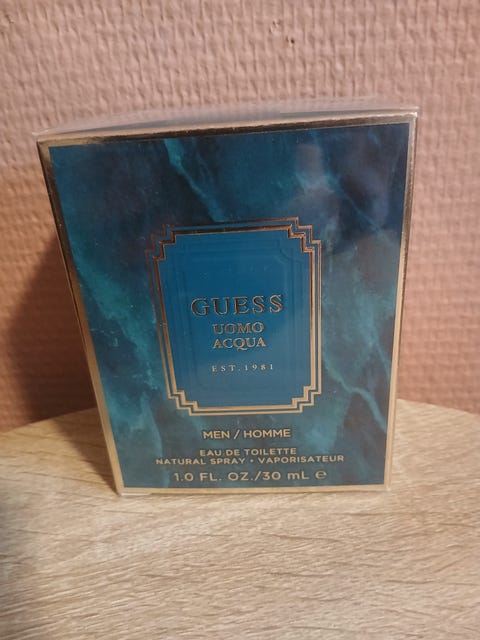 GUESS
UOMO
ACQUA
EST.1981
MEN / HOMME
EAU DE TOILETTE
NATURAL SPRAY • VAPORISATEUR
1.0 FL. OZ./30 mL ℮